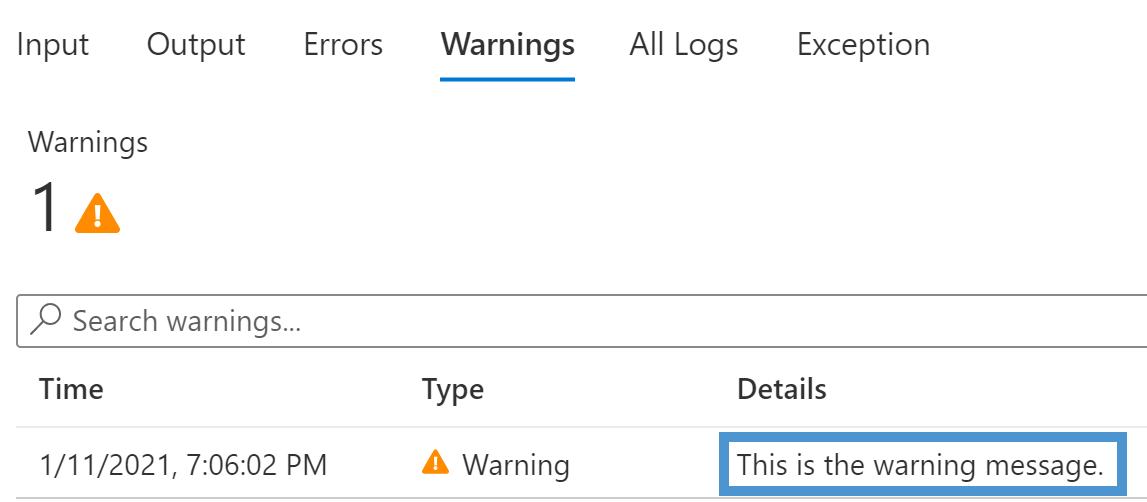 Input Output Errors Warnings All Logs Exception
Warnings
1
Search warnings...
Time Type Details
1/11/2021, 7:06:02 PM Warning This is the warning message.